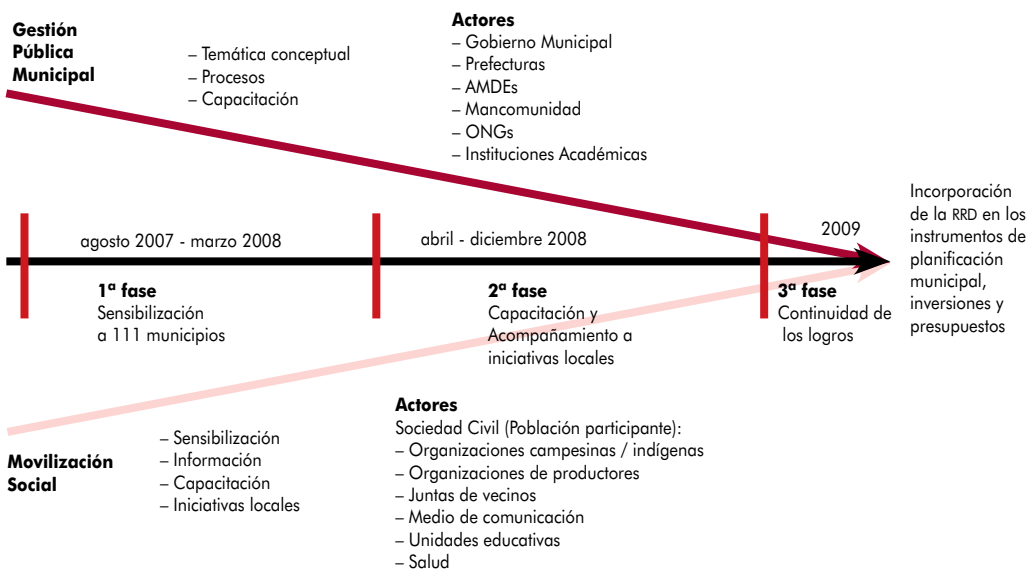 Gestión
Pública
Municipal
– Temática conceptual
– Procesos
– Capacitación
Actores
– Gobierno Municipal
– Prefecturas
– AMDEs
– Mancomunidad
– ONGs
– Instituciones Académicas
agosto 2007 - marzo 2008
abril - diciembre 2008
2009
1ª fase
Sensibilización
a 111 municipios
2ª fase
Capacitación y
Acompañamiento a
iniciativas locales
3ª fase
Continuidad de
los logros
Incorporación
de la RRD en los
instrumentos de
planificación
municipal,
inversiones y
presupuestos
Movilización
Social
– Sensibilización
– Información
– Capacitación
– Iniciativas locales
Actores
Sociedad Civil (Población participante):
– Organizaciones campesinas / indígenas
– Organizaciones de productores
– Juntas de vecinos
– Medio de comunicación
– Unidades educativas
– Salud